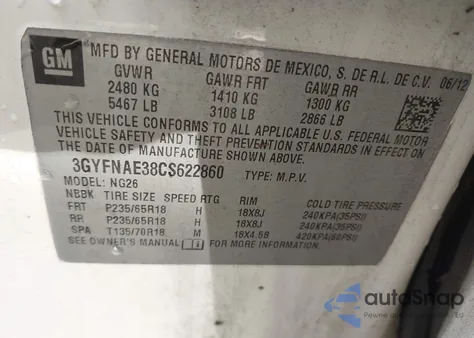 GM
MFD BY GENERAL MOTORS DE MEXICO, S. DE R.L. DE C.V. 06/12
GVWR GAWR FRT GAWR RR
2480 KG 1410 KG 1300 KG
5467 LB 3108 LB 2866 LB
THIS VEHICLE CONFORMS TO ALL APPLICABLE U.S. FEDERAL MOTOR
VEHICLE SAFETY AND THEFT PREVENTION STANDARDS IN EFFECT ON
THE DATE OF MANUFACTURE SHOWN ABOVE.
3GYFNAE38CS622860 TYPE: M.P.V.
MODEL: NG26
NBBK TIRE SIZE SPEED RTG RIM
FRT P235/65R18 H 18X8J 240KPA(35PSI)
RR P235/65R18 H 18X8J 240KPA(35PSI)
SPA T135/70R18 M 18X4.5B 420KPA(60PSI)
SEE OWNER'S MANUAL FOR MORE INFORMATION
autoSnap